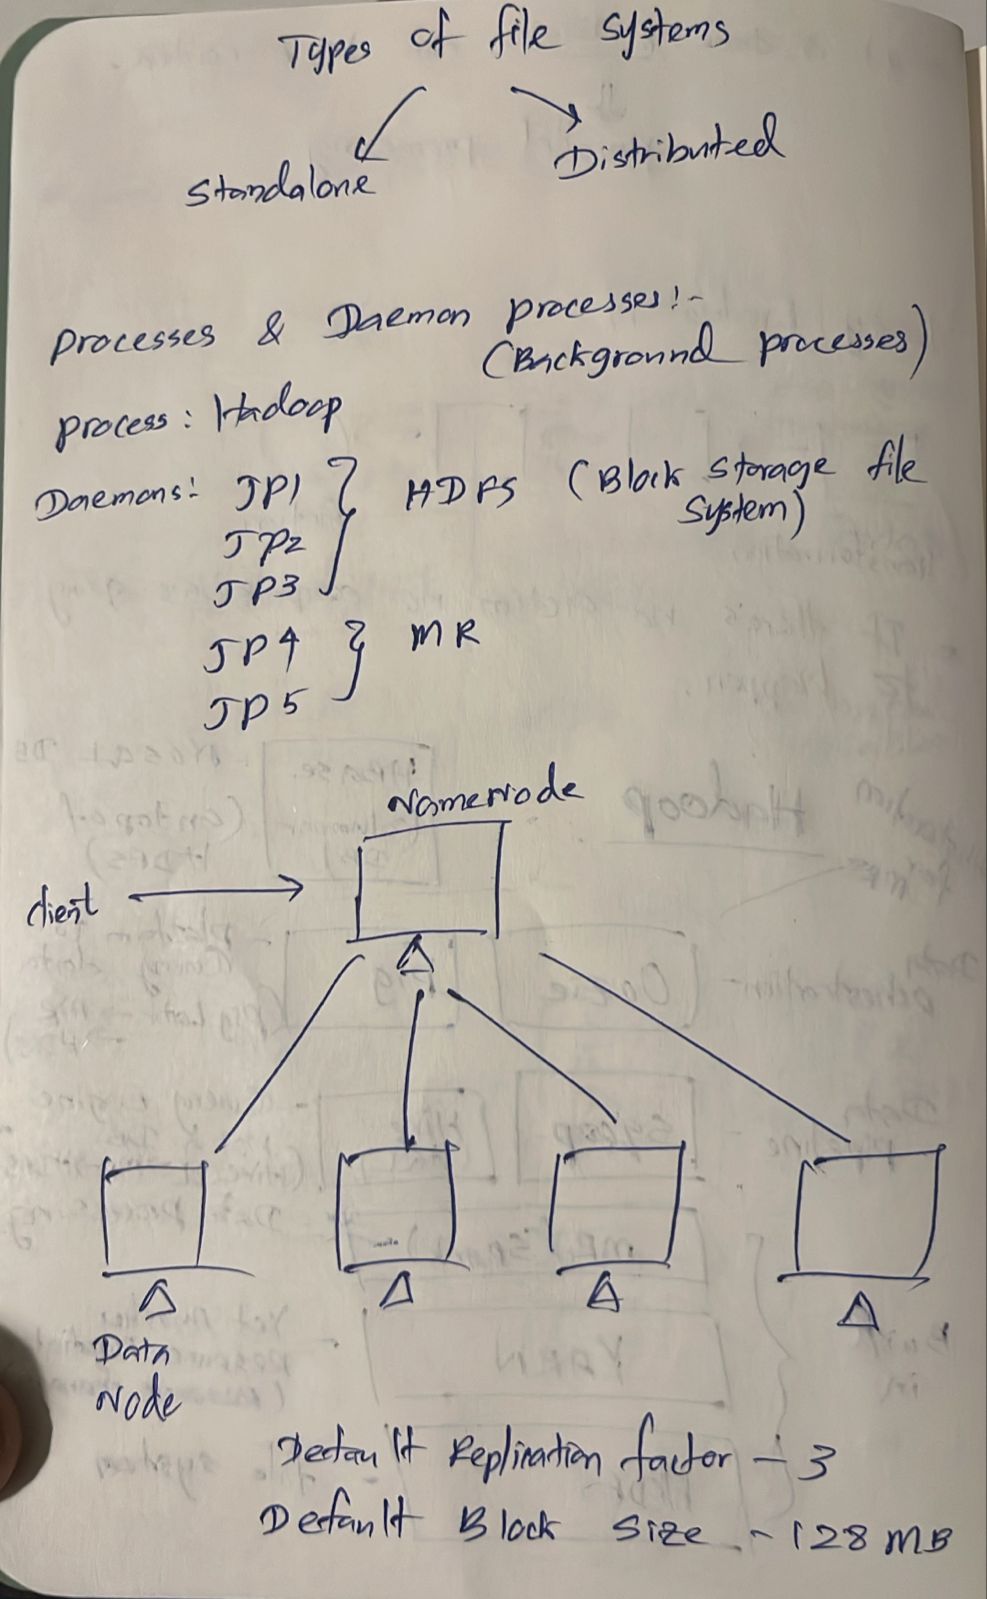 Types of file systems
Standalone
Distributed
Processes & Daemon processes:-
(Background processes)
process: Hadoop
Daemons: JP1 } HDFS (Block Storage file
System)
JP2
JP3
JP4 } MR
JP5
NameNode
client
Data
Node
Default Replication factor - 3
Default Block Size - 128 MB